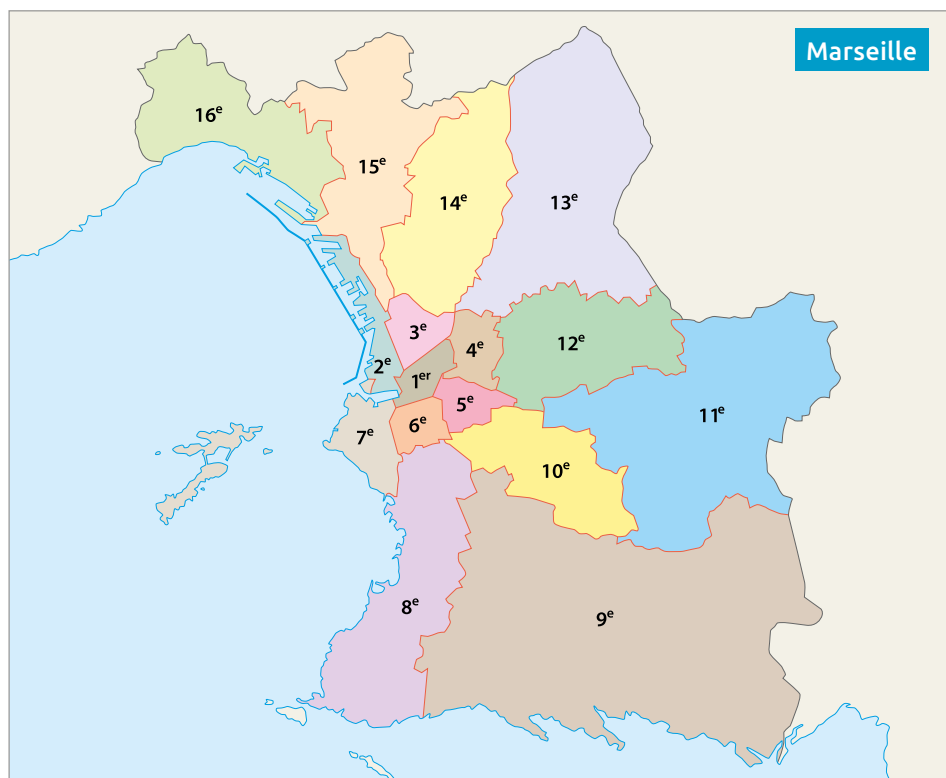 Marseille
16ᵉ
15ᵉ
14ᵉ
13ᵉ
3ᵉ
4ᵉ
12ᵉ
2ᵉ
1ᵉʳ
5ᵉ
11ᵉ
7ᵉ
6ᵉ
10ᵉ
8ᵉ
9ᵉ